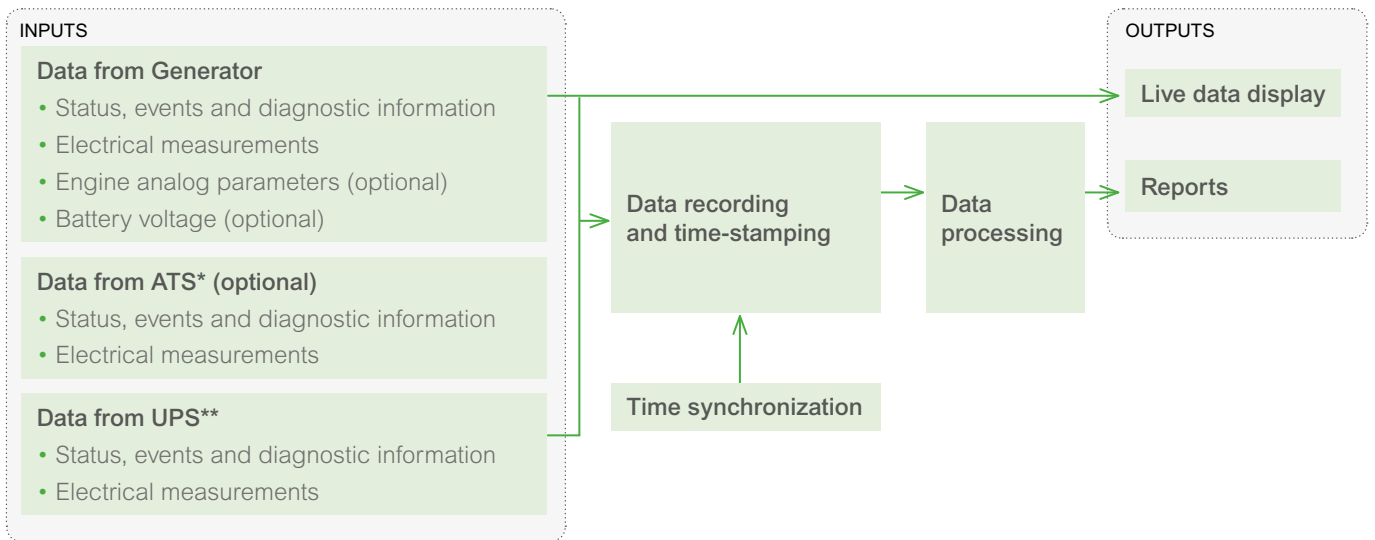 INPUTS
Data from Generator
• Status, events and diagnostic information
• Electrical measurements
• Engine analog parameters (optional)
• Battery voltage (optional)
Data from ATS* (optional)
• Status, events and diagnostic information
• Electrical measurements
Data from UPS**
• Status, events and diagnostic information
• Electrical measurements
Data recording
and time-stamping
Time synchronization
Data
processing
OUTPUTS
Live data display
Reports